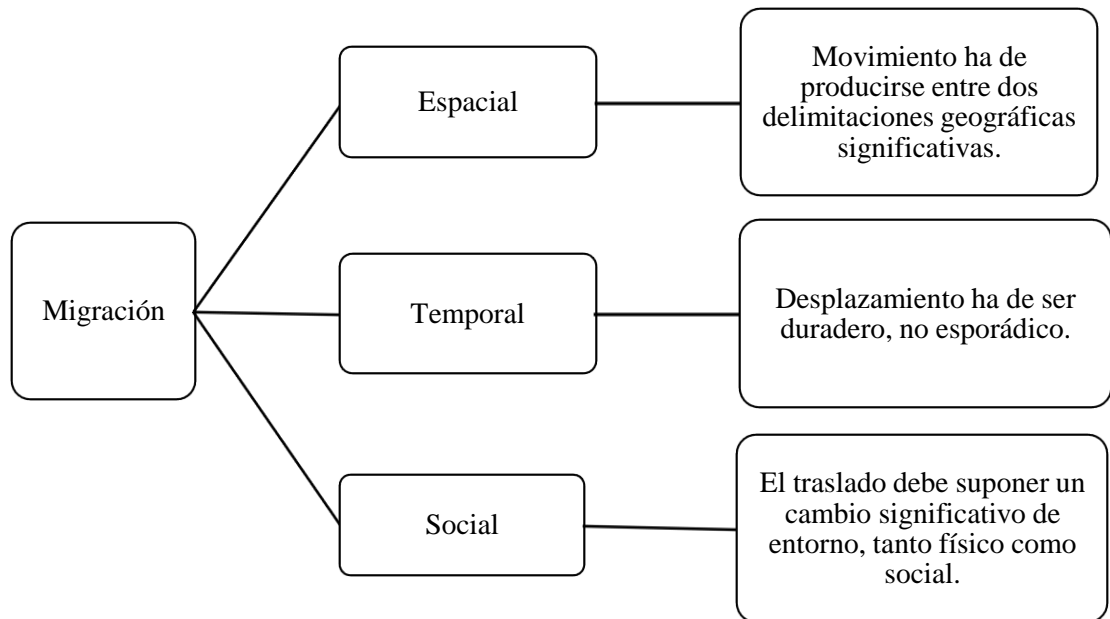 Migración
Espacial
Movimiento ha de
producirse entre dos
delimitaciones geográficas
significativas.
Temporal
Desplazamiento ha de ser
duradero, no esporádico.
Social
El traslado debe suponer un
cambio significativo de
entorno, tanto físico como
social.